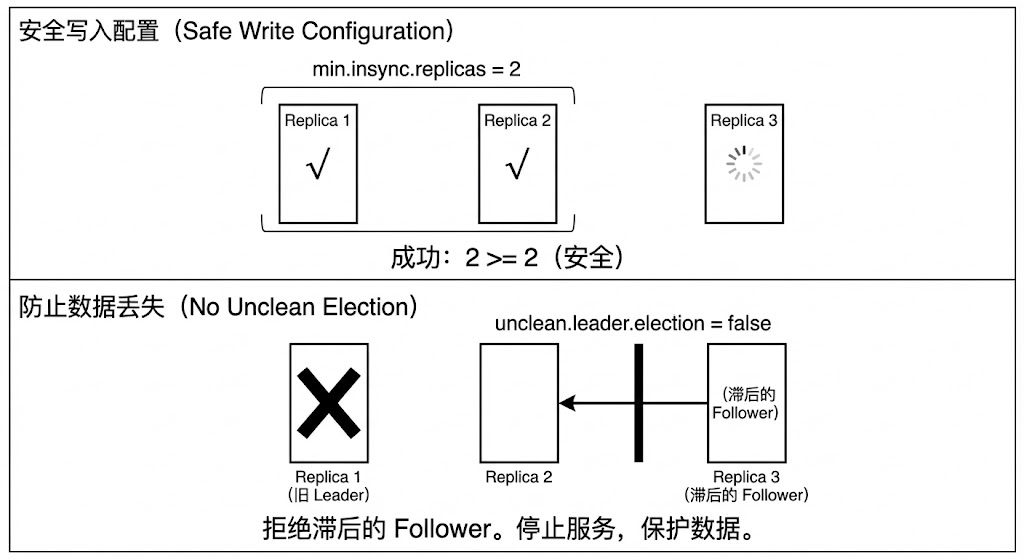 安全写入配置（Safe Write Configuration）
min.insync.replicas = 2
Replica 1
Replica 2
Replica 3
√
√
成功：2 >= 2（安全）
防止数据丢失（No Unclean Election）
unclean.leader.election = false
（滞后的
Follower）
Replica 1
（旧 Leader）
Replica 2
Replica 3
（滞后的 Follower）
拒绝滞后的 Follower。停止服务，保护数据。